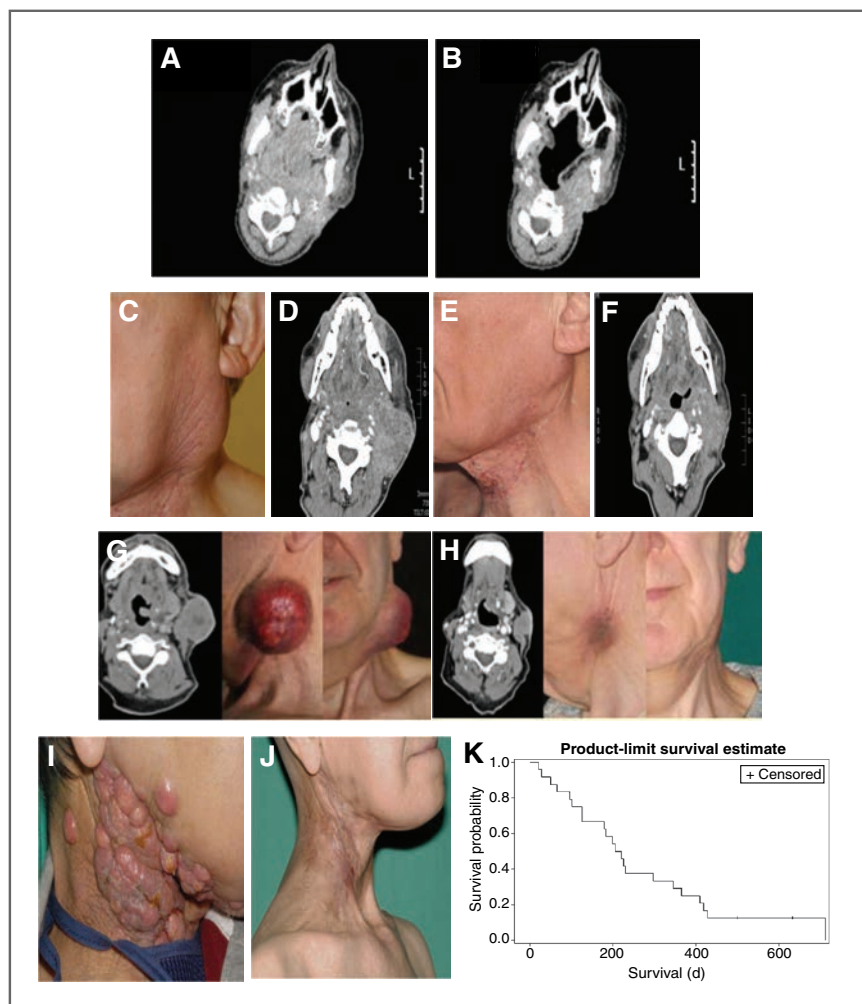 A
B
L
L
C
D
E
F
G
H
I
J
K
Product-limit survival estimate
+ Censored
Survival probability
1.0
0.8
0.6
0.4
0.2
0.0
0
200
400
600
Survival (d)